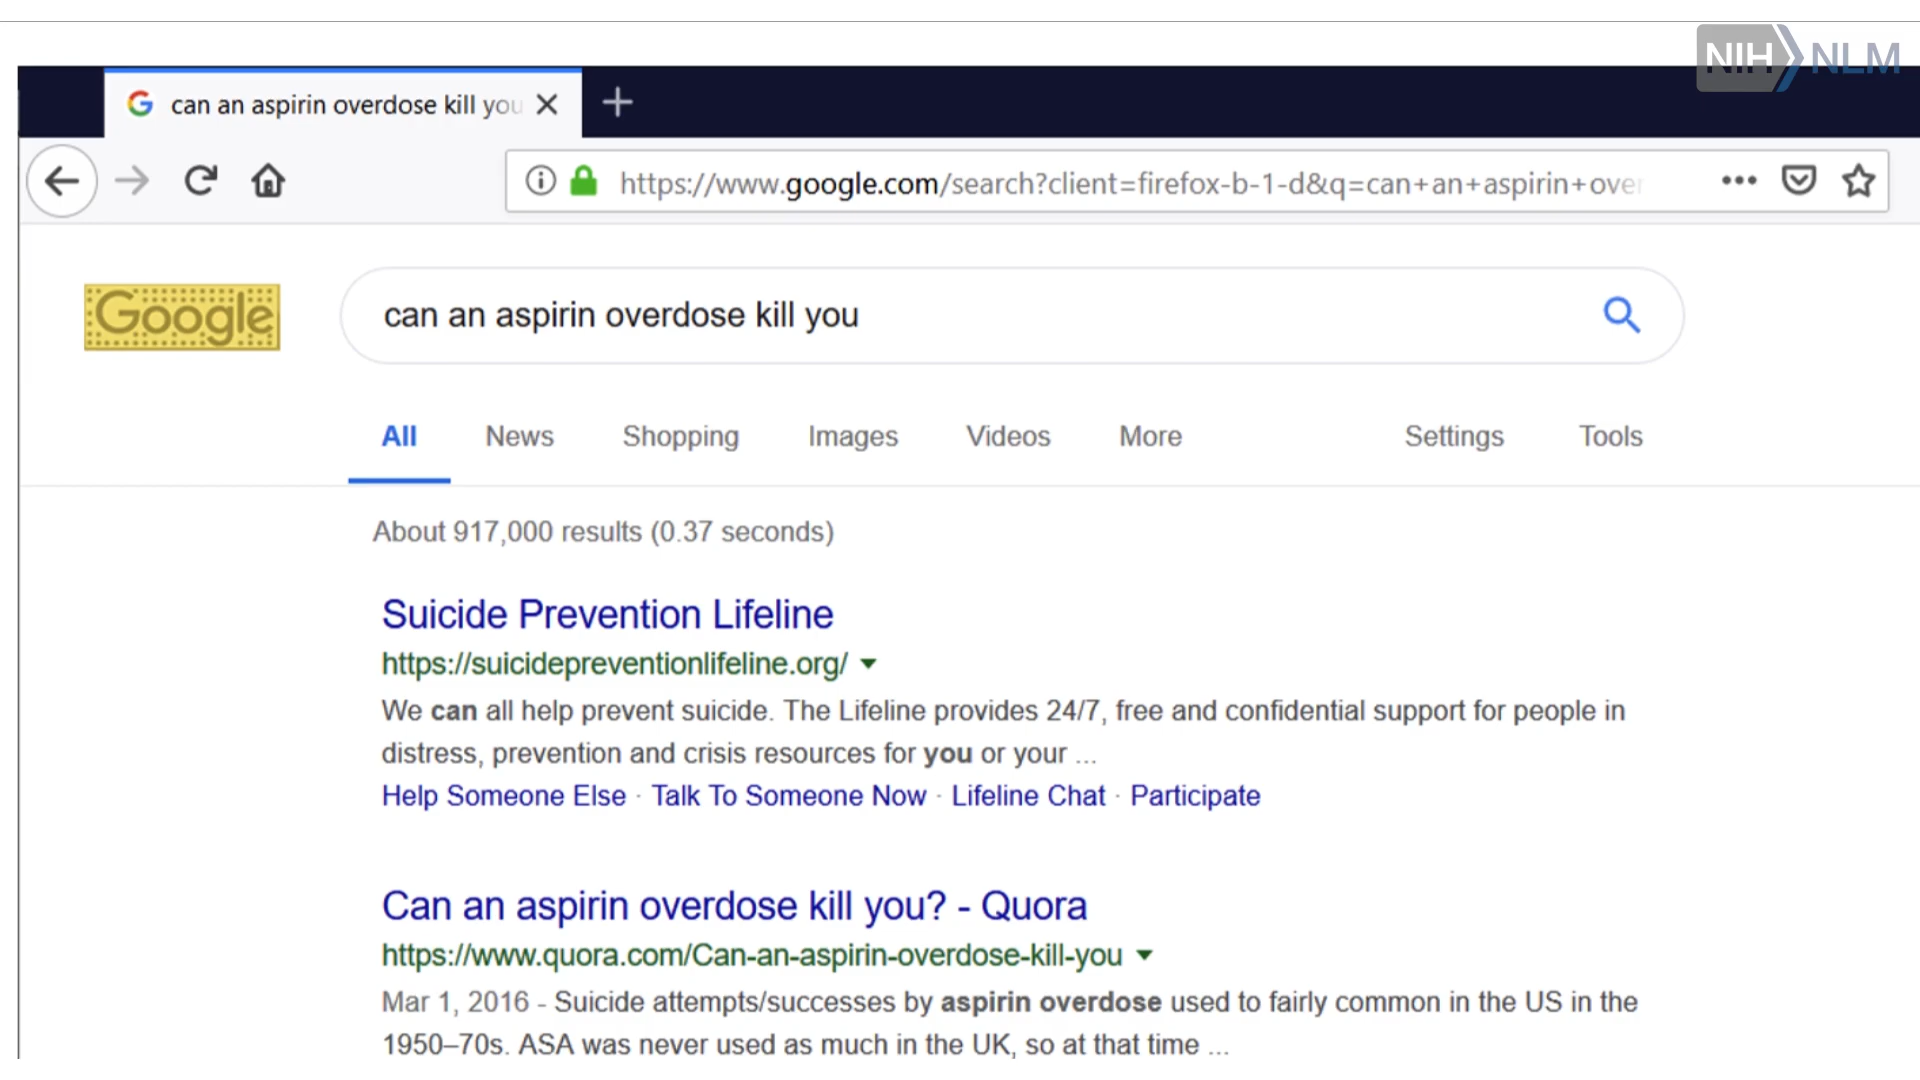 NIH NLM
can an aspirin overdose kill you
https://www.google.com/search?client=firefox-b-1-d&q=can+an+aspirin+over
Google
can an aspirin overdose kill you
All News Shopping Images Videos More Settings Tools
About 917,000 results (0.37 seconds)
Suicide Prevention Lifeline
https://suicidepreventionlifeline.org/
We can all help prevent suicide. The Lifeline provides 24/7, free and confidential support for people in
distress, prevention and crisis resources for you or your ...
Help Someone Else · Talk To Someone Now · Lifeline Chat · Participate
Can an aspirin overdose kill you? - Quora
https://www.quora.com/Can-an-aspirin-overdose-kill-you
Mar 1, 2016 - Suicide attempts/successes by aspirin overdose used to fairly common in the US in the
1950–70s. ASA was never used as much in the UK, so at that time ...